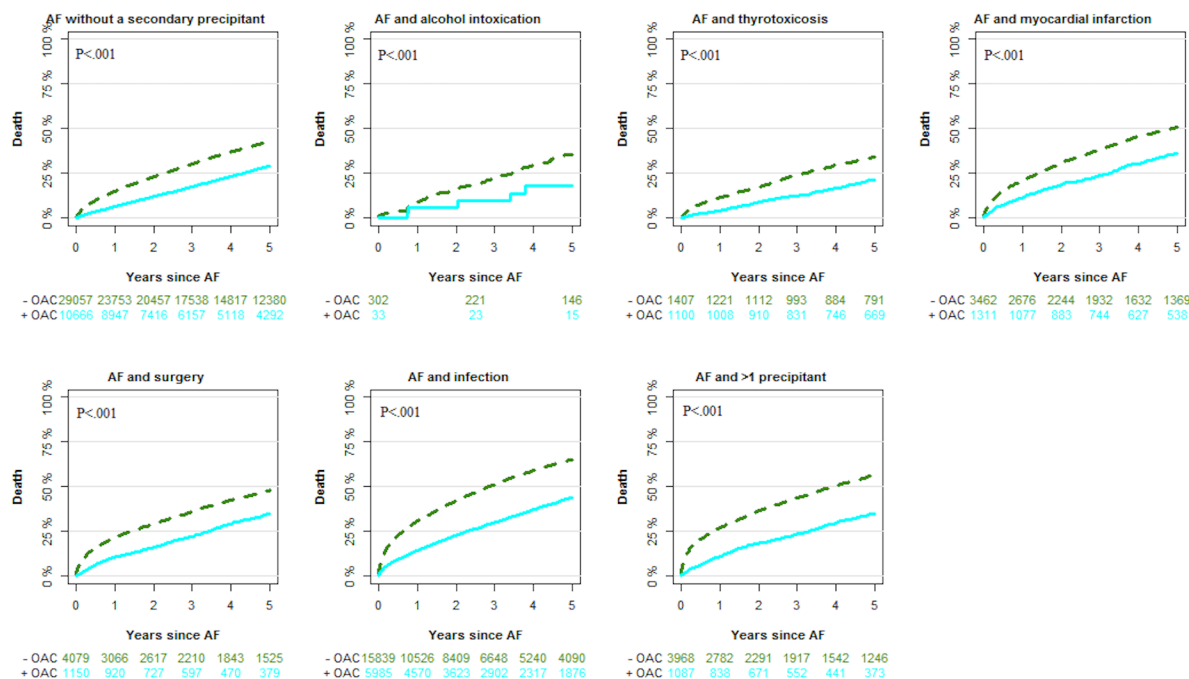 AF without a secondary precipitant
P<.001
100 %
75 %
50 %
25 %
0 %
Death
0 1 2 3 4 5
Years since AF
- OAC 29057 23753 20457 17538 14817 12380
+ OAC 10666 8947 7416 6157 5118 4292
AF and alcohol intoxication
P<.001
100 %
75 %
50 %
25 %
0 %
Death
0 1 2 3 4 5
Years since AF
- OAC 302 221 146
+ OAC 33 23 15
AF and thyrotoxicosis
P<.001
100 %
75 %
50 %
25 %
0 %
Death
0 1 2 3 4 5
Years since AF
- OAC 1407 1221 1112 993 884 791
+ OAC 1100 1008 910 831 746 669
AF and myocardial infarction
P<.001
100 %
75 %
50 %
25 %
0 %
Death
0 1 2 3 4 5
Years since AF
- OAC 3462 2676 2244 1932 1632 1369
+ OAC 1311 1077 883 744 627 538
AF and surgery
P<.001
100 %
75 %
50 %
25 %
0 %
Death
0 1 2 3 4 5
Years since AF
- OAC 4079 3066 2617 2210 1843 1525
+ OAC 1150 920 727 597 470 379
AF and infection
P<.001
100 %
75 %
50 %
25 %
0 %
Death
0 1 2 3 4 5
Years since AF
- OAC 15839 10526 8409 6648 5240 4090
+ OAC 5985 4570 3623 2902 2317 1876
AF and >1 precipitant
P<.001
100 %
75 %
50 %
25 %
0 %
Death
0 1 2 3 4 5
Years since AF
- OAC 3968 2782 2291 1917 1542 1246
+ OAC 1087 838 671 552 441 373